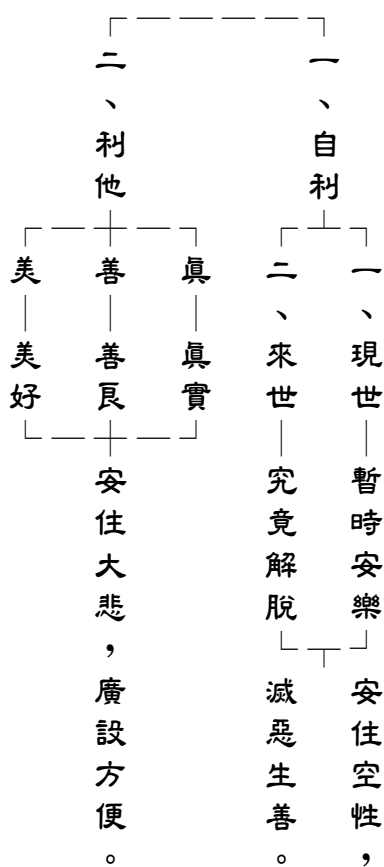 一、自利
一、現世
暫時安樂
二、來世
究竟解脫
安住空性，
滅惡生善。
二、利他
眞
眞實
善
善良
美
美好
安住大悲，廣設方便。